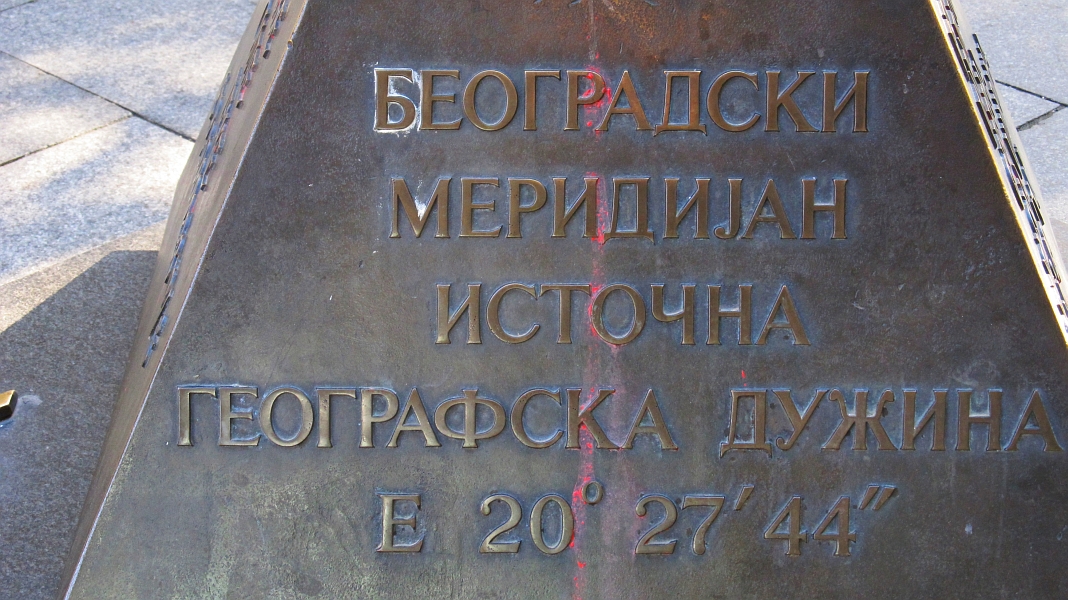 БЕОГРАДСКИ
МЕРИДИЈАН
ИСТОЧНА
ГЕОГРАФСКА ДУЖИНА
E 20° 27′ 44″